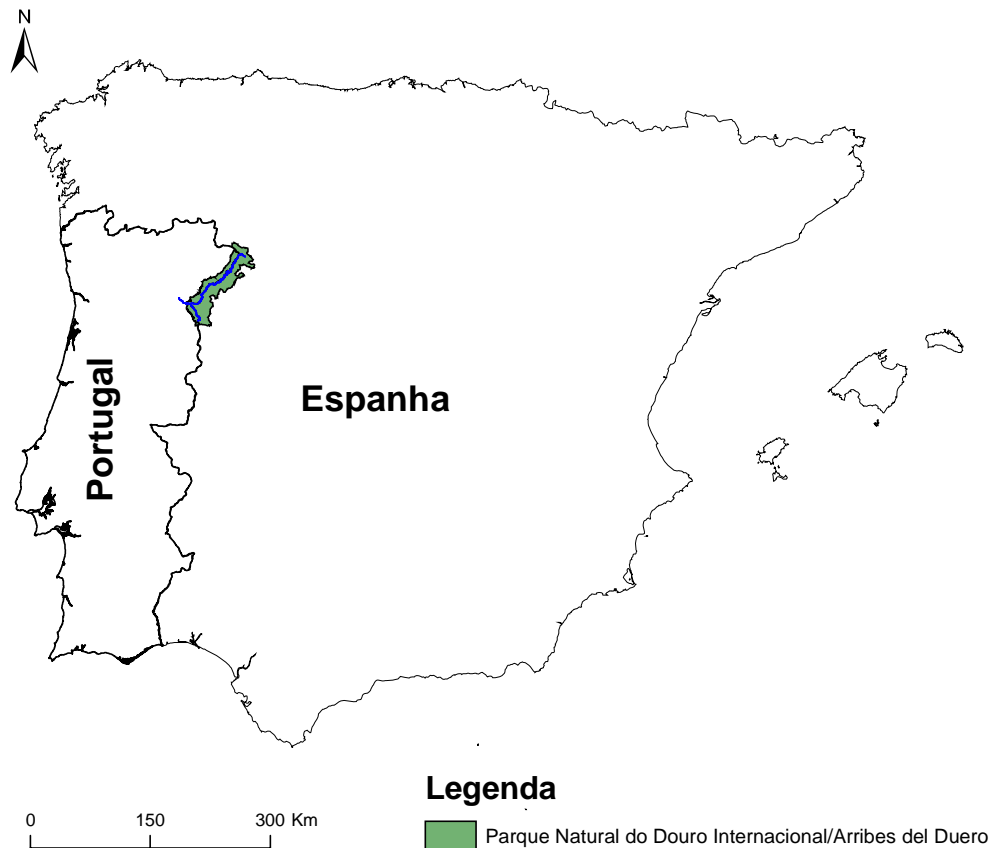 N
Portugal
Espanha
Legenda
0 150 300 Km
Parque Natural do Douro Internacional/Arribes del Duero